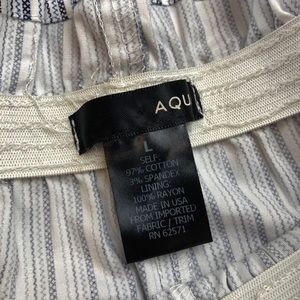 AQU
L
SELF:
97% COTTON
3% SPANDEX
LINING:
100% RAYON
MADE IN USA
FROM IMPORTED
FABRIC / TRIM
RN 62571